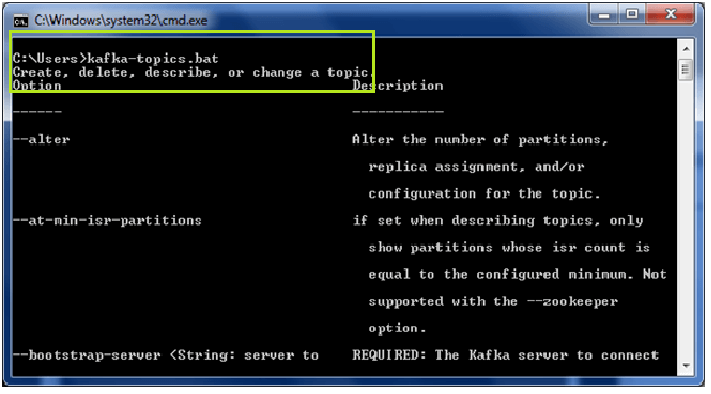 C:\Windows\system32\cmd.exe
C:\Users>kafka-topics.bat
Create, delete, describe, or change a topic.
Option Description
------ -----------
--alter Alter the number of partitions,
replica assignment, and/or
configuration for the topic.
--at-min-isr-partitions if set when describing topics, only
show partitions whose isr count is
equal to the configured minimum. Not
supported with the --zookeeper
option.
--bootstrap-server <String: server to REQUIRED: The Kafka server to connect